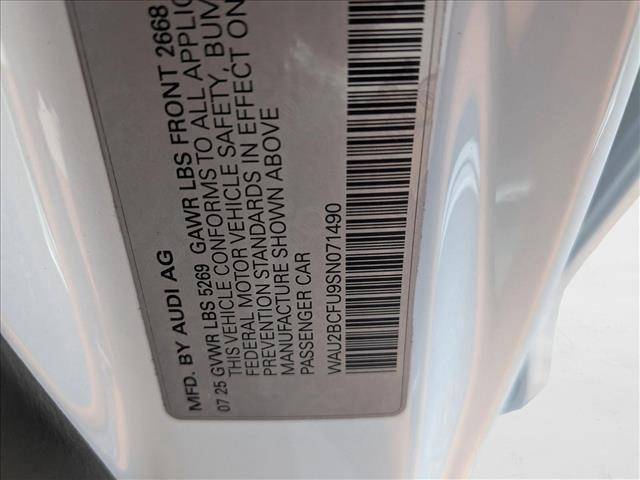 MFD. BY AUDI AG
07 25 GVWR LBS 5269 GAWR LBS FRONT 2668
THIS VEHICLE CONFORMS TO ALL APPLIC
FEDERAL MOTOR VEHICLE SAFETY, BUM
PREVENTION STANDARDS IN EFFECT ON
MANUFACTURE SHOWN ABOVE
PASSENGER CAR
WAU2BCFU9SN071490